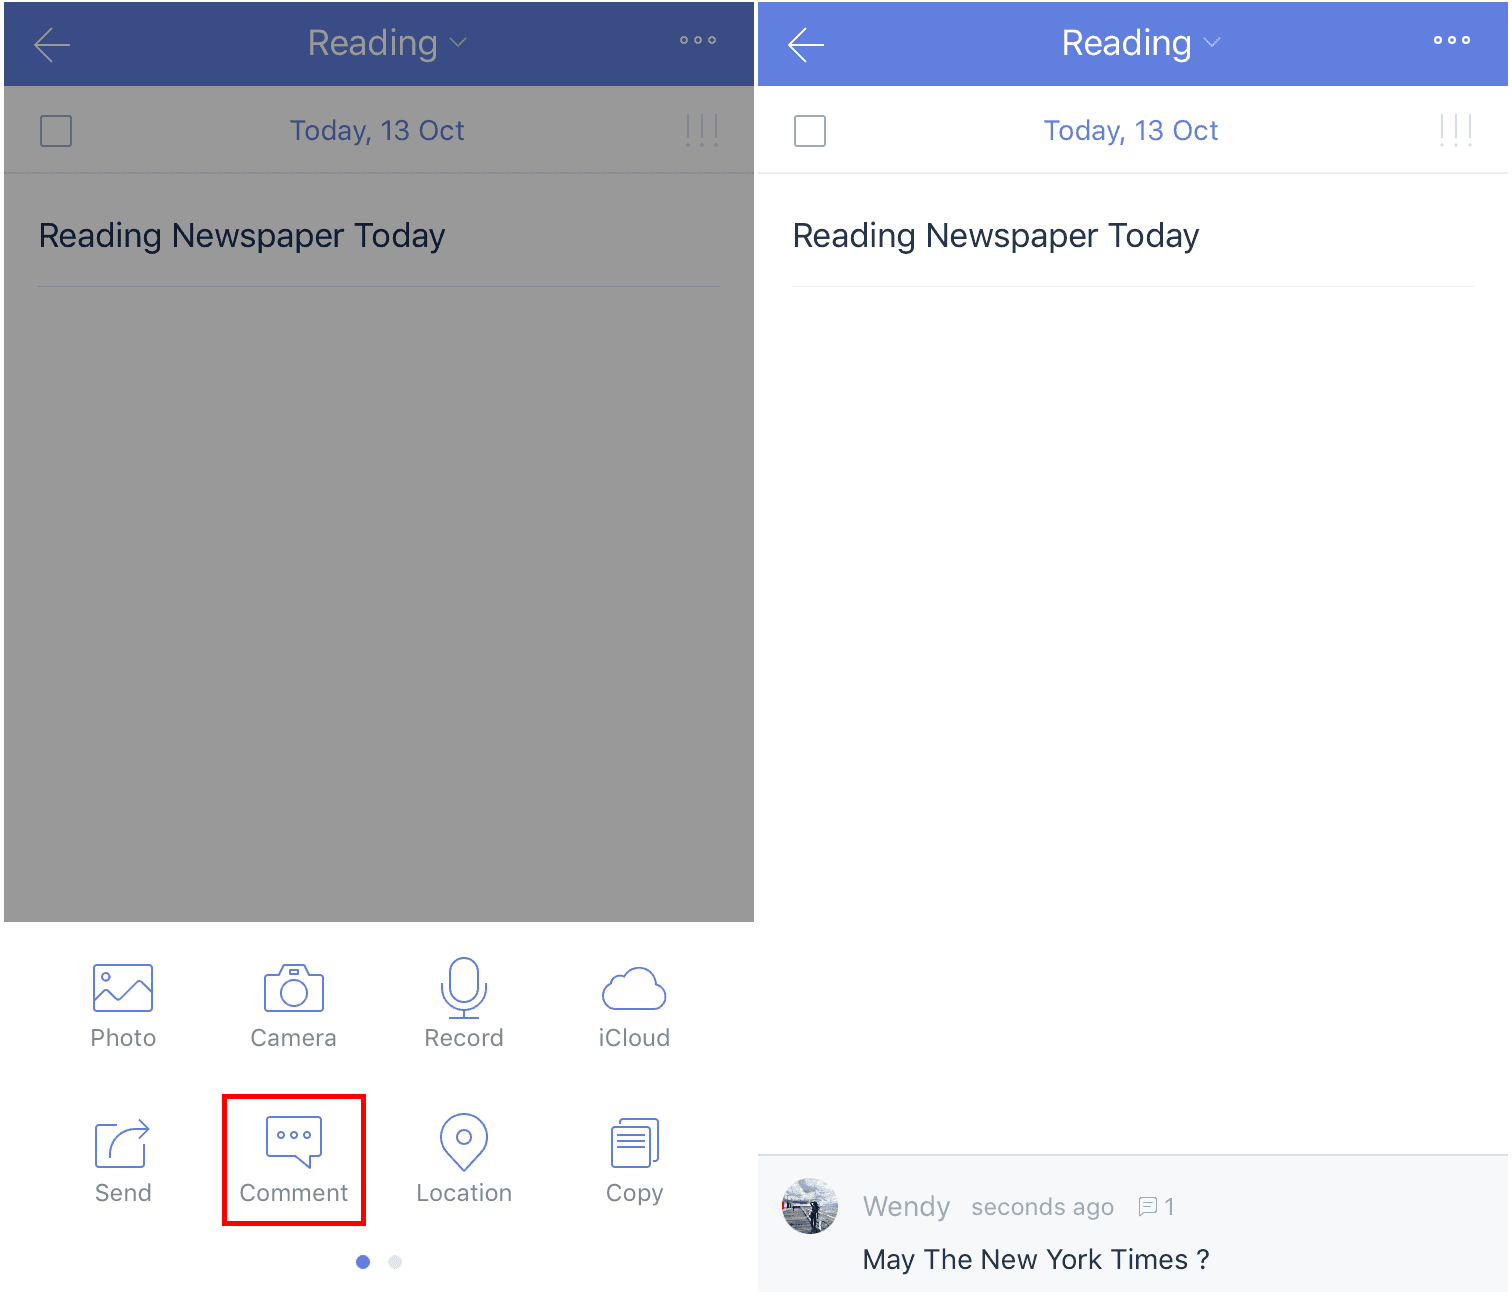 Reading
Today, 13 Oct
Reading Newspaper Today
Photo Camera Record iCloud
Send Comment Location Copy
Reading
Today, 13 Oct
Reading Newspaper Today
Wendy seconds ago 1
May The New York Times ?